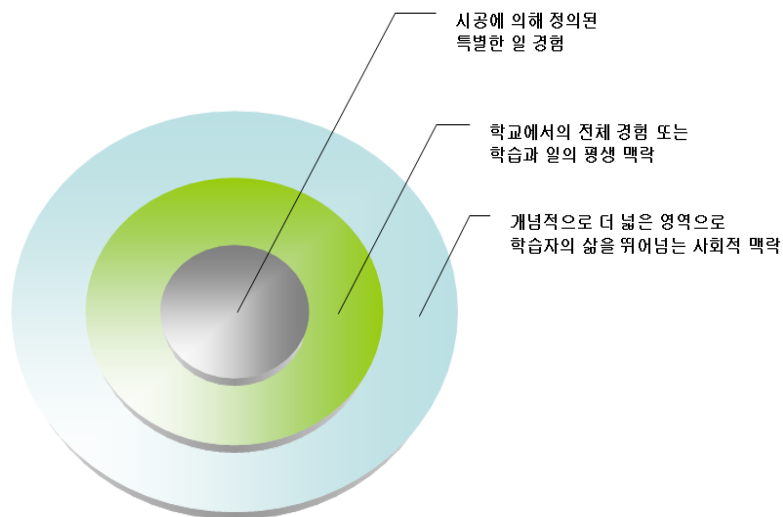 시공에 의해 정의된
특별한 일 경험
학교에서의 전체 경험 또는
학습과 일의 평생 맥락
개념적으로 더 넓은 영역으로
학습자의 삶을 뛰어넘는 사회적 맥락